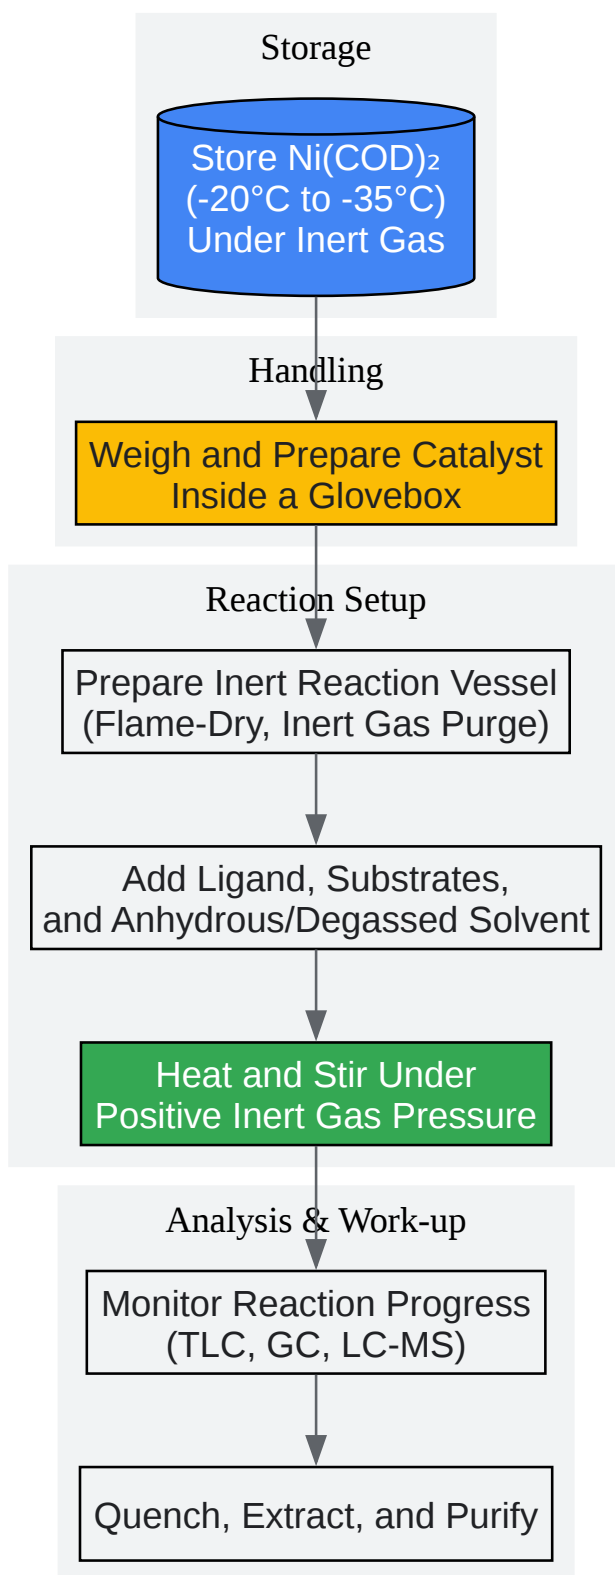 Storage
Store Ni(COD)₂
(-20°C to -35°C)
Under Inert Gas
Handling
Weigh and Prepare Catalyst
Inside a Glovebox
Reaction Setup
Prepare Inert Reaction Vessel
(Flame-Dry, Inert Gas Purge)
Add Ligand, Substrates,
and Anhydrous/Degassed Solvent
Heat and Stir Under
Positive Inert Gas Pressure
Analysis & Work-up
Monitor Reaction Progress
(TLC, GC, LC-MS)
Quench, Extract, and Purify